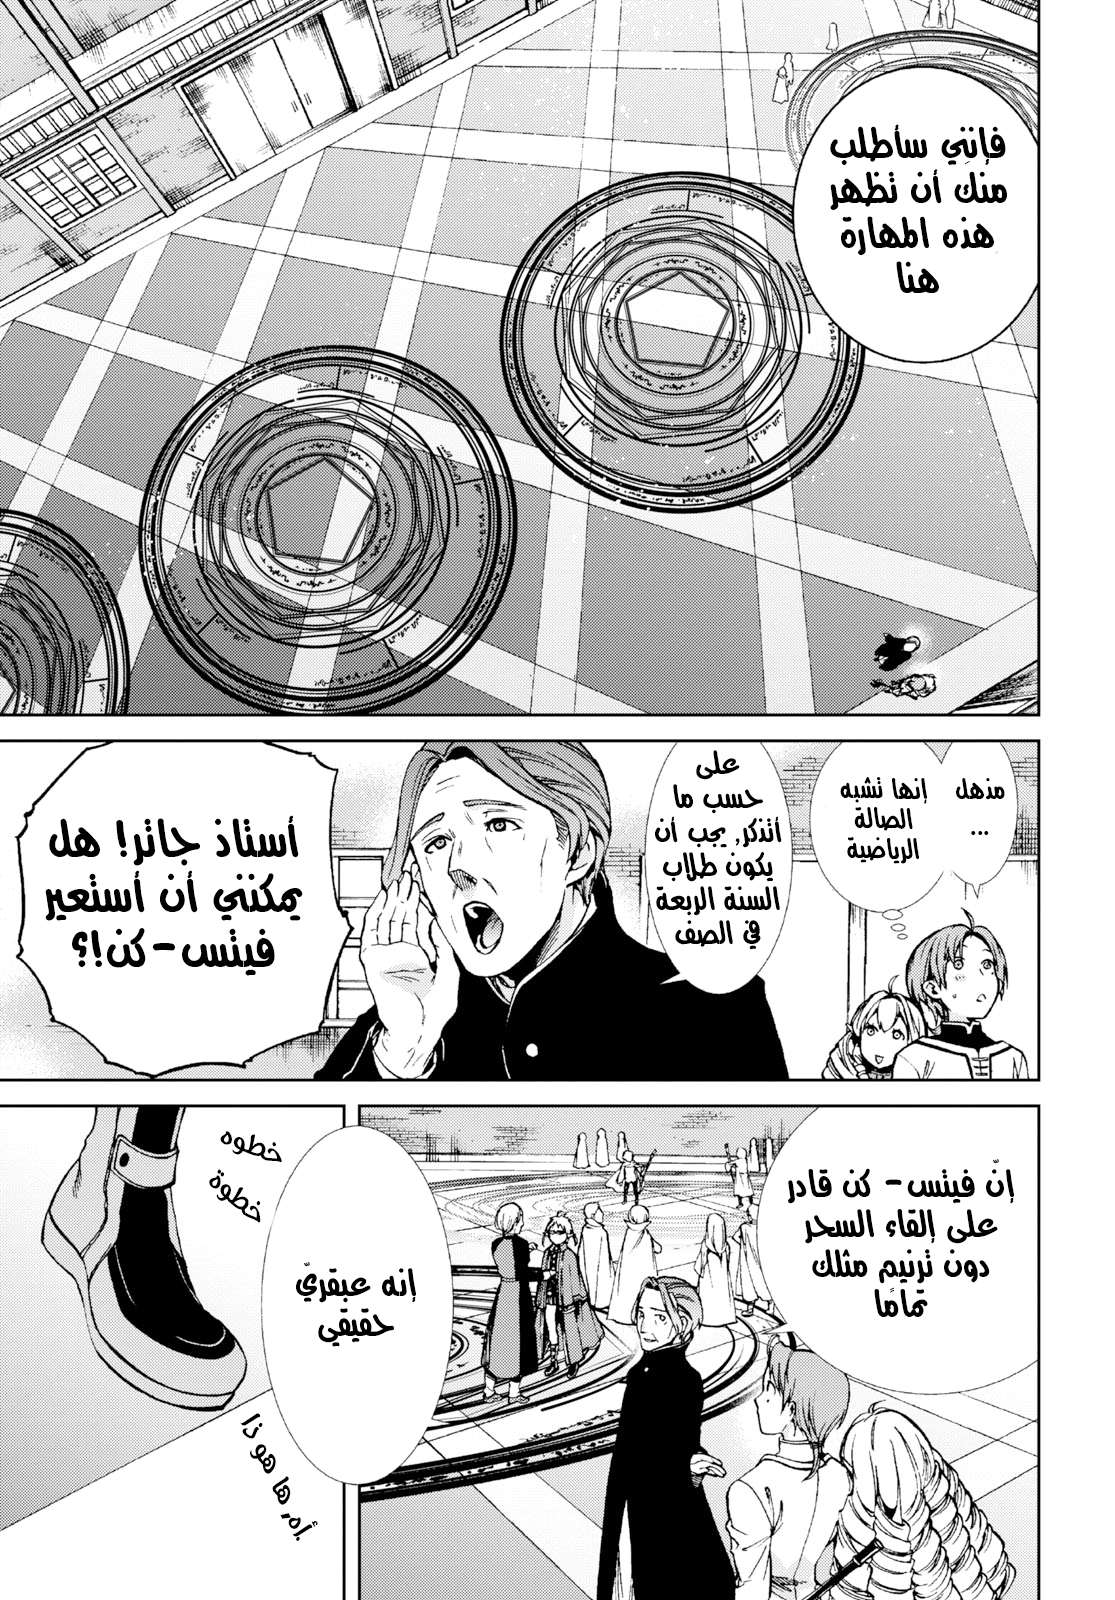 فإنني سأطلب
منك أن تظهر
هذه المهارة
هنا
مذهل
...
إنها تشبه
الصالة
الرياضية
على
حسب ما
أتذكر, يجب أن
يكون طلاب
السنة الربعة
في الصف
أستاذ جاتر! هل
يمكنني أن أستعير
فيتس-كن!؟
إنّ فيتس- كن قادر
على إلقاء السحر
دون ترنيم مثلك
تمامًا
إنه عبقريّ
حقيقي
خطوه
خطوة
أه, ها هو ذا.